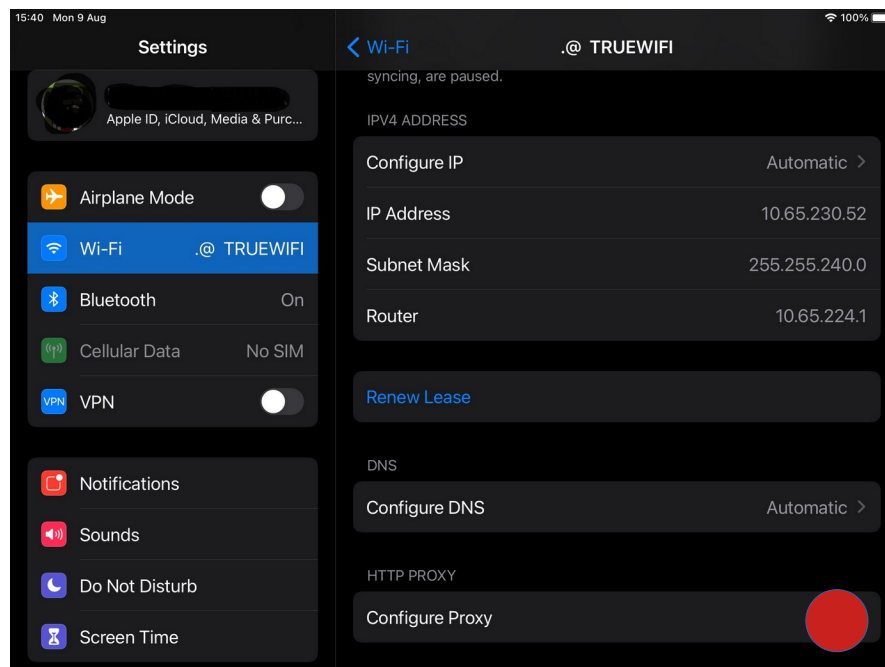 15:40 Mon 9 Aug
100%
Settings
Wi-Fi
.@ TRUEWIFI
Apple ID, iCloud, Media & Purc...
Airplane Mode
Wi-Fi .@ TRUEWIFI
Bluetooth On
Cellular Data No SIM
VPN VPN
Notifications
Sounds
Do Not Disturb
Screen Time
syncing, are paused.
IPV4 ADDRESS
Configure IP Automatic
IP Address 10.65.230.52
Subnet Mask 255.255.240.0
Router 10.65.224.1
Renew Lease
DNS
Configure DNS Automatic
HTTP PROXY
Configure Proxy